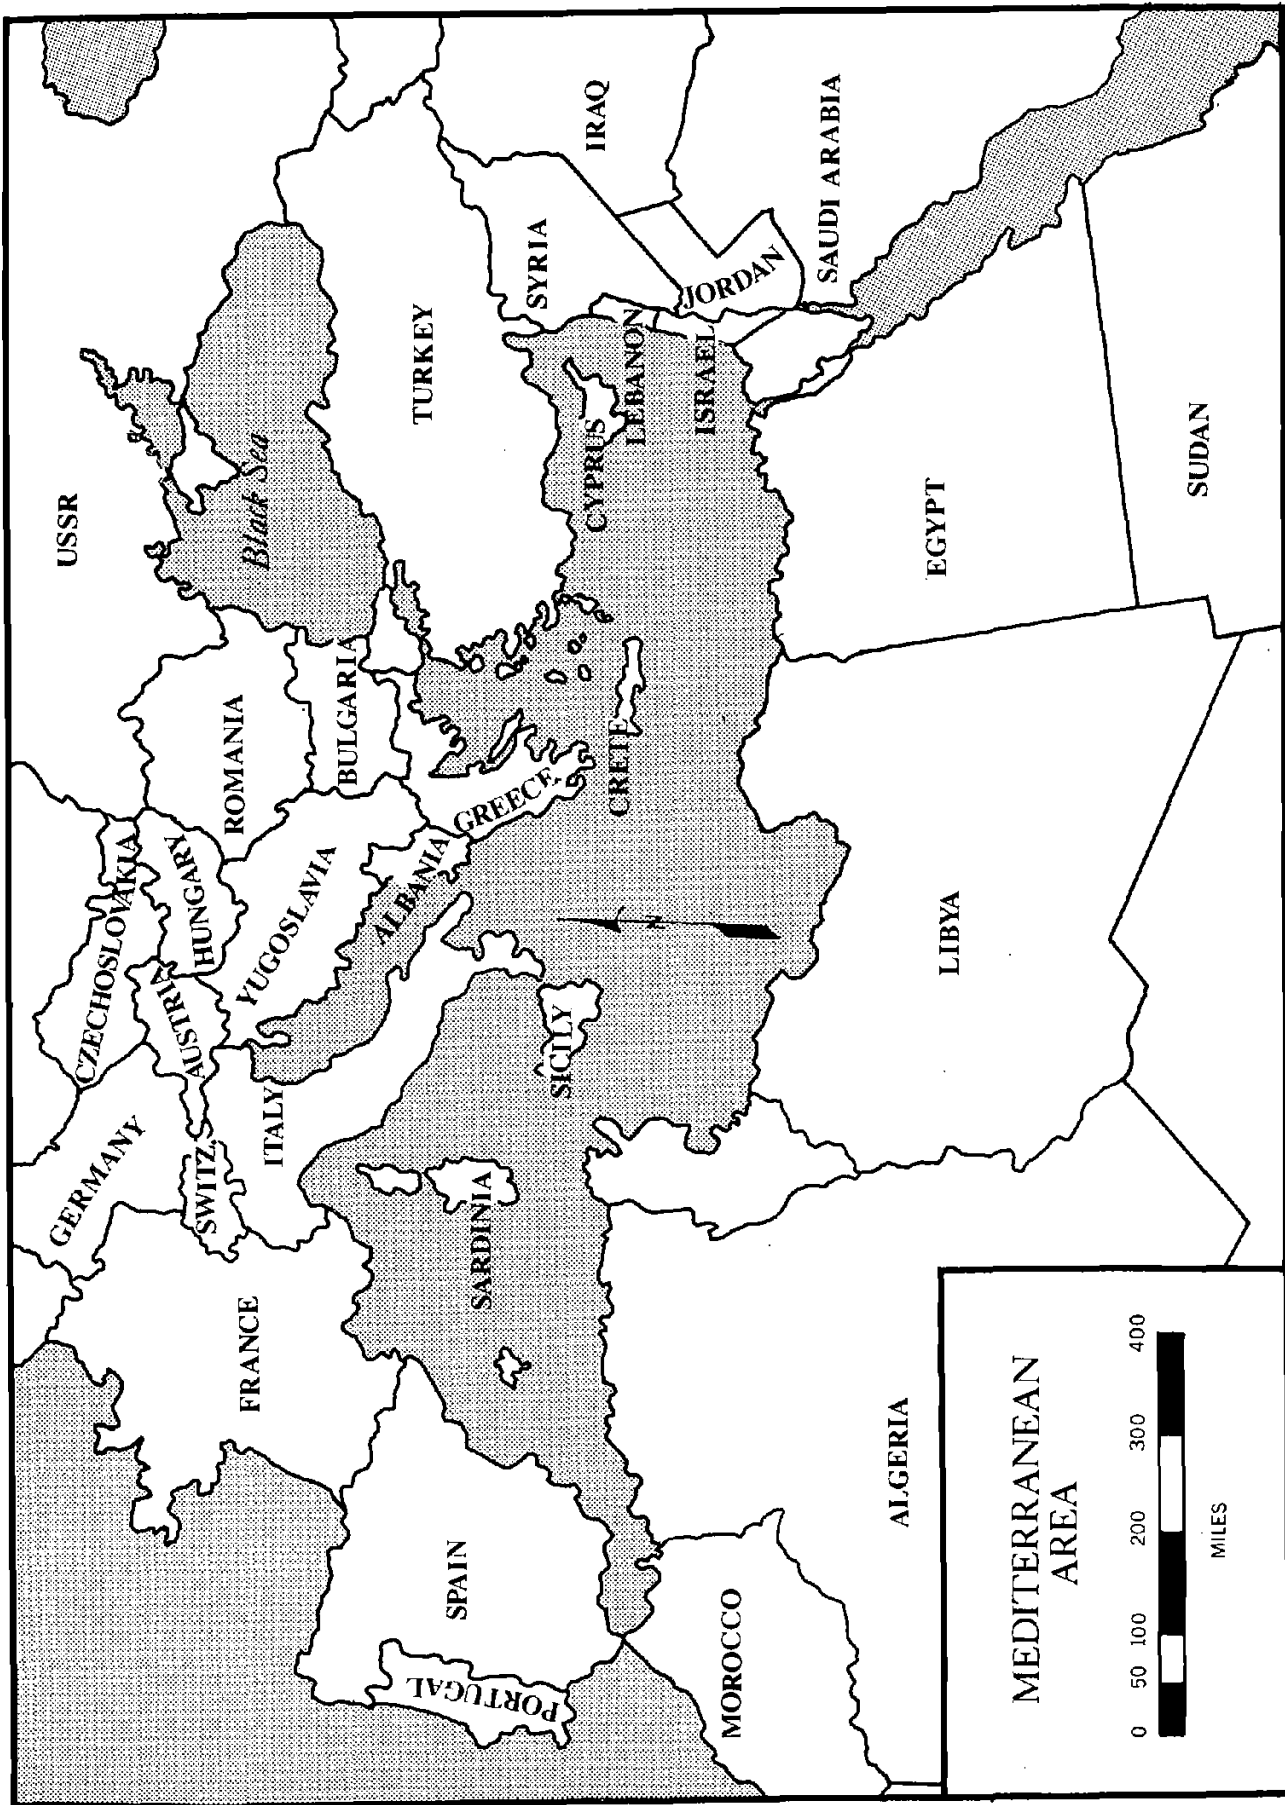 USSR
CZECHOSLOVAKIA
GERMANY
AUSTRIA
HUNGARY
SWITZ.
ROMANIA
FRANCE
ITALY
YUGOSLAVIA
Black Sea
BULGARIA
ALBANIA
GREECE
TURKEY
PORTUGAL
SPAIN
SARDINIA
SICILY
CRETE
CYPRUS
SYRIA
LEBANON
IRAQ
ISRAEL
JORDAN
SAUDI ARABIA
N
MOROCCO
ALGERIA
LIBYA
EGYPT
SUDAN
MEDITERRANEAN
AREA
0 50 100 200 300 400
MILES